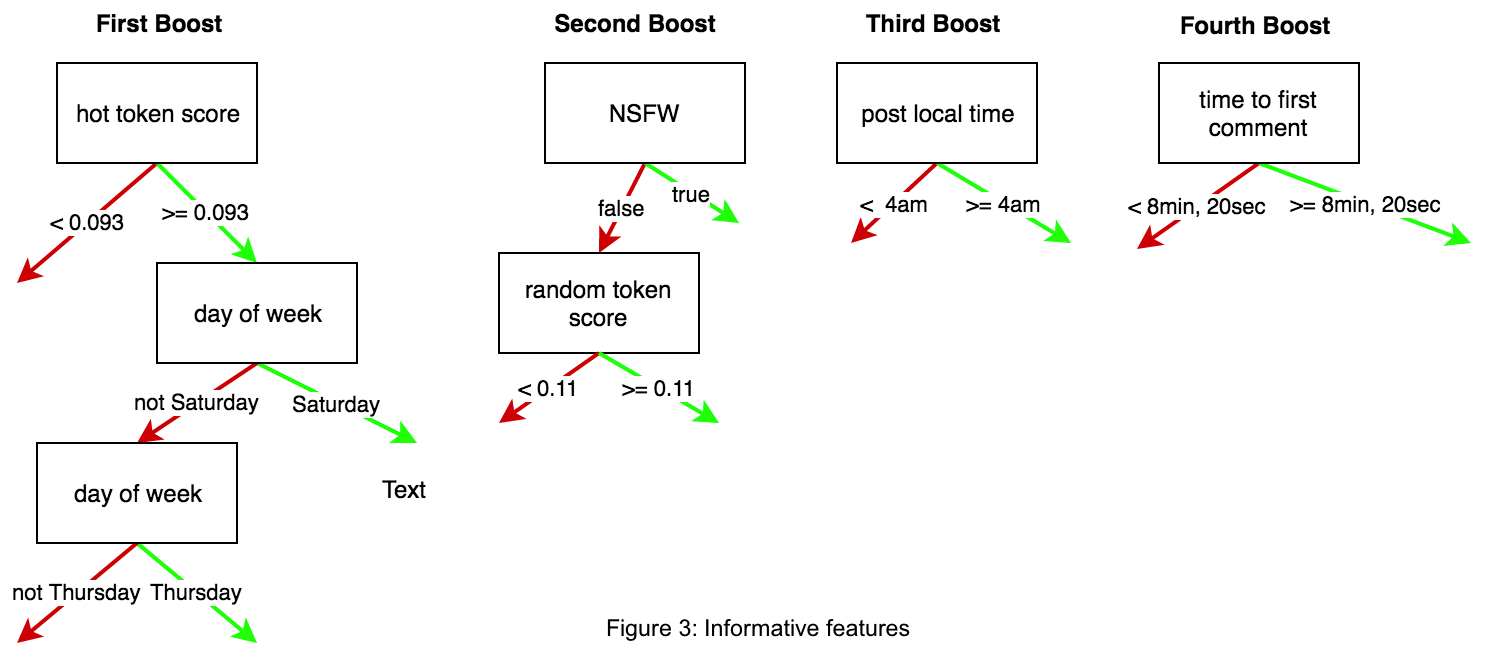 First Boost
hot token score
< 0.093
>= 0.093
day of week
not Saturday
Saturday
Text
day of week
not Thursday
Thursday
Second Boost
NSFW
false
true
random token
score
< 0.11
>= 0.11
Third Boost
post local time
< 4am
>= 4am
Fourth Boost
time to first
comment
< 8min, 20sec
>= 8min, 20sec
Figure 3: Informative features